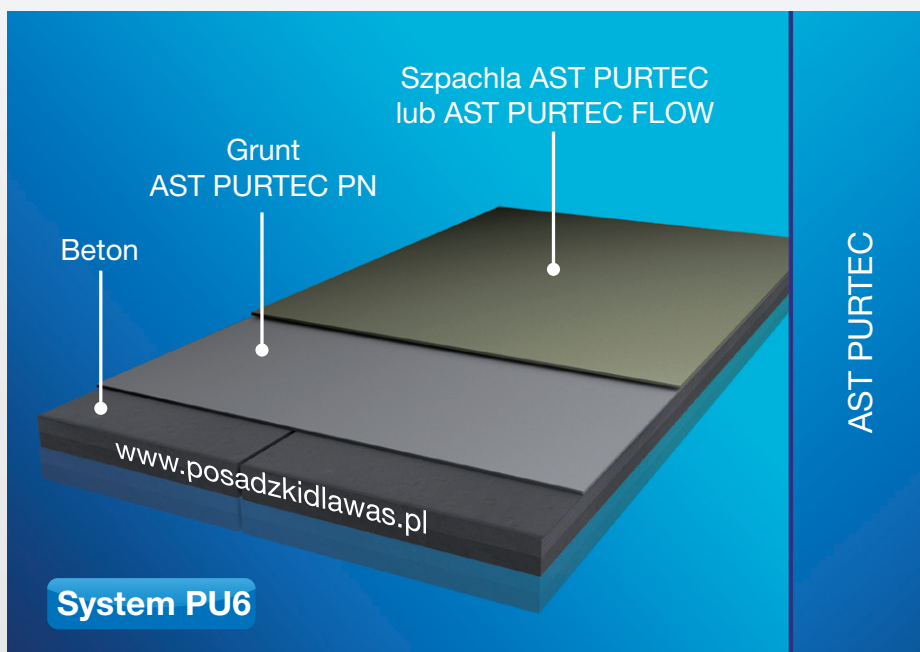 Szpachla AST PURTEC
lub AST PURTEC FLOW
Grunt
AST PURTEC PN
Beton
www.posadzkidlawas.pl
System PU6
AST PURTEC